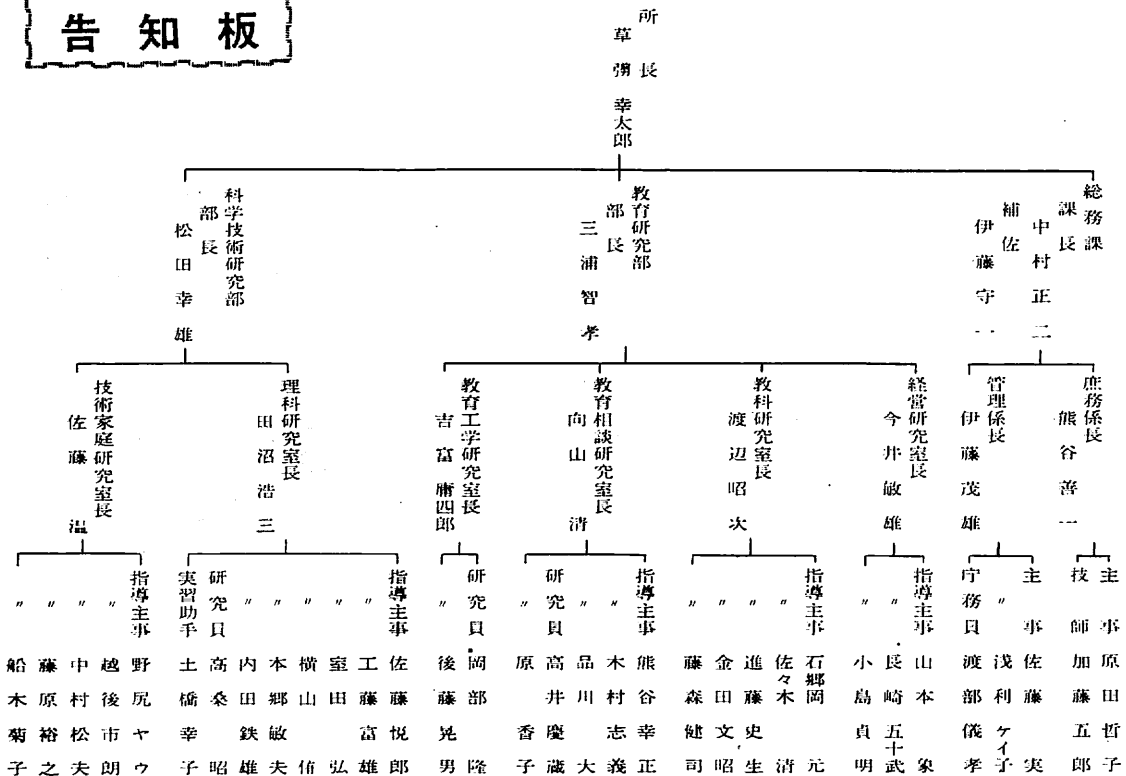 告知板
所長
草彅幸太郎
総務課
課長
中村正二
補佐
伊藤守一
教育研究部
部長
三浦智孝
科学技術研究部
部長
松田幸雄
庶務係長
熊谷善一
管理係長
伊藤茂雄
経営研究室長
今井敏雄
教科研究室長
渡辺昭次
教育相談研究室長
向山清
教育工学研究室長
吉富庸四郎
理科研究室長
田沼浩三
技術家庭研究室長
佐藤温
主事 原田哲子
技師 加藤五郎
主事 佐藤実
〃 浅利ケイ子
庁務員 渡部儀孝
指導主事 山本象
〃 長崎五十武
〃 小島貞明
指導主事 石郷岡元
〃 佐々木清
〃 進藤史生
〃 金田文昭
〃 藤森健司
指導主事 熊谷幸正
〃 木村志義
〃 品川大
研究員 高井慶蔵
〃 原香子
研究員 岡部隆
〃 後藤晃男
指導主事 佐藤悦郎
〃 工藤富雄
〃 室田弘
〃 横山侑
〃 本郷敏夫
〃 内田鉄雄
研究員 高桑昭
実習助手 土橋幸子
指導主事 野尻ヤウ
〃 越後市朗
〃 中村松夫
〃 藤原裕之
〃 船木菊子